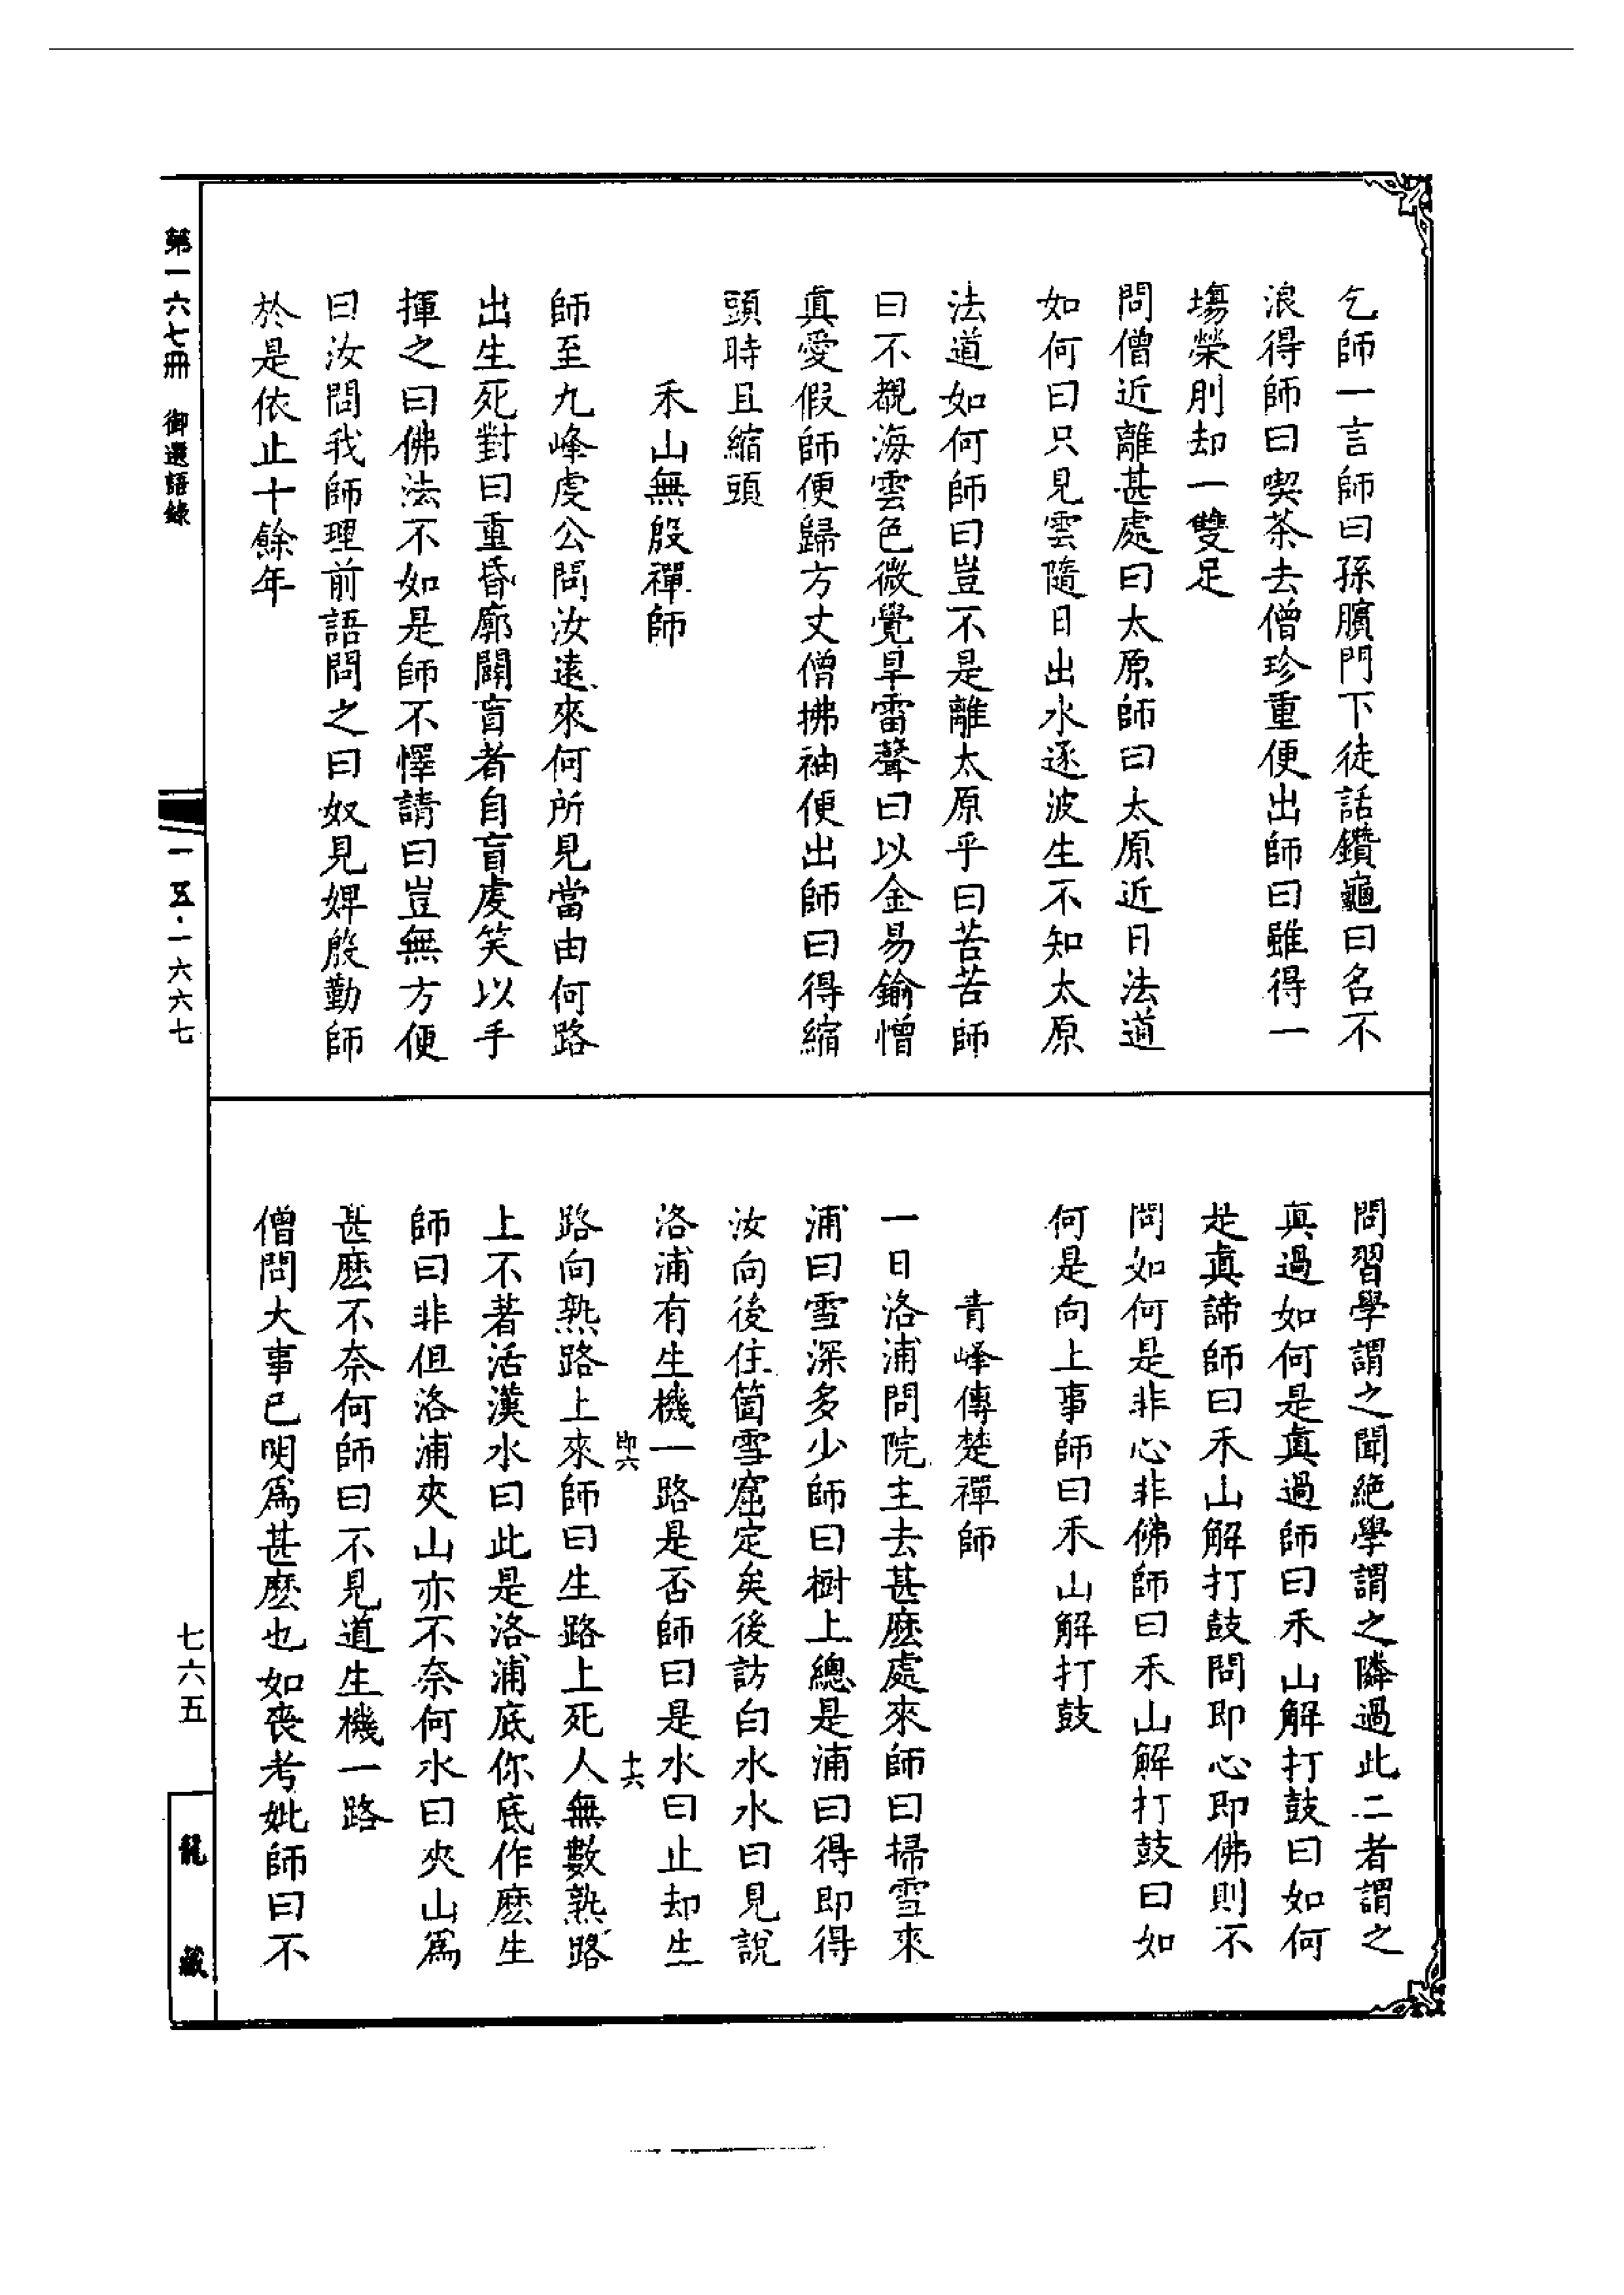 乞師一言師曰孫臏門下徒話鑽龜曰名不
浪得師曰喫茶去僧珍重便出師曰雖得一
塲榮刖却一雙足
問僧近離甚處曰太原師曰太原近日法道
如何曰只見雲隨日出水逐波生不知太原
法道如何師曰豈不是離太原乎曰苦苦師
曰不覩海雲色微覺旱雷聲曰以金易鍮憎
真愛假師便歸方丈僧拂袖便出師曰得縮
頭時且縮頭
禾山無殷禪師
師至九峰虔公問汝遠來何所見當由何路
出生死對曰重昏廓闢盲者自盲虔笑以手
揮之曰佛法不如是師不懌請曰豈無方便
曰汝問我師理前語問之曰奴見婢殷勤師
於是依止十餘年
問習學謂之聞絕學謂之隣過此二者謂之
真過如何是真過師曰禾山解打鼓曰如何
是真諦師曰禾山解打鼓問即心即佛則不
問如何是非心非佛師曰禾山解打鼓曰如
何是向上事師曰禾山解打鼓
青峰傳楚禪師
一日洛浦問院主去甚麼處來師曰掃雪來
浦曰雪深多少師曰樹上總是浦曰得即得
汝向後住箇雪窟定矣後訪白水水曰見說
洛浦有生機一路是否師曰是水曰止却生
即六
十六
路向熟路上來師曰生路上死人無數熟路
上不著活漢水曰此是洛浦底你底作麼生
師曰非但洛浦夾山亦不奈何水曰夾山爲
甚麼不奈何師曰不見道生機一路
僧問大事已明爲甚麼也如喪考妣師曰不
第一六七冊 御選語錄
一五·一六六七
七六五
龍藏